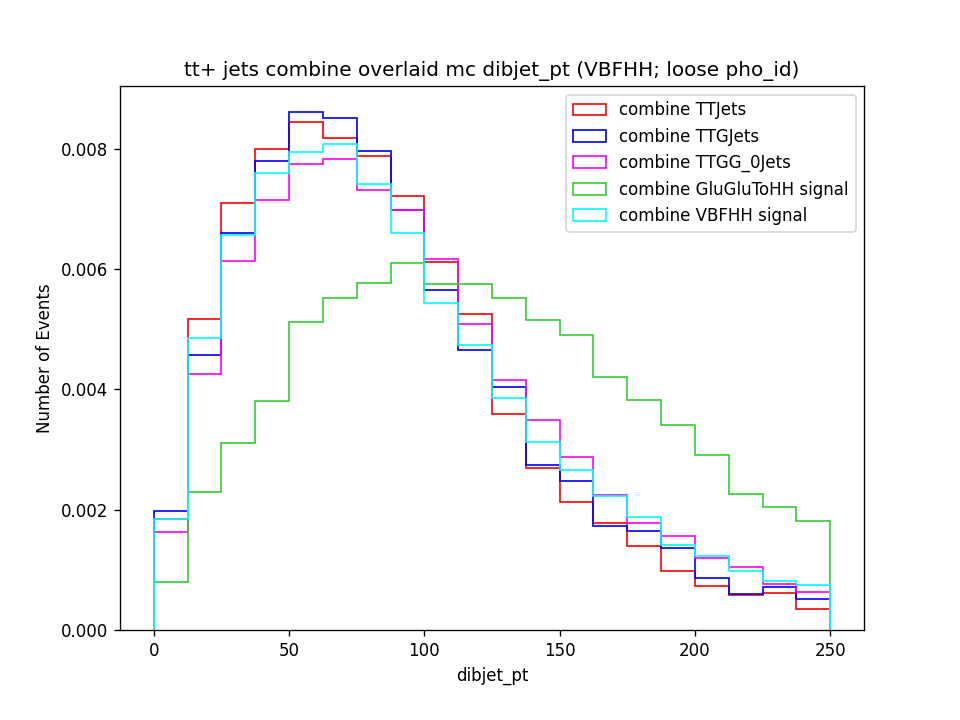 tt+ jets combine overlaid mc dibjet_pt (VBFHH; loose pho_id)
combine TTJets
combine TTGJets
combine TTGG_0Jets
combine GluGluToHH signal
combine VBFHH signal
0.008
0.006
0.004
0.002
0.000
Number of Events
0
50
100
150
200
250
dibjet_pt